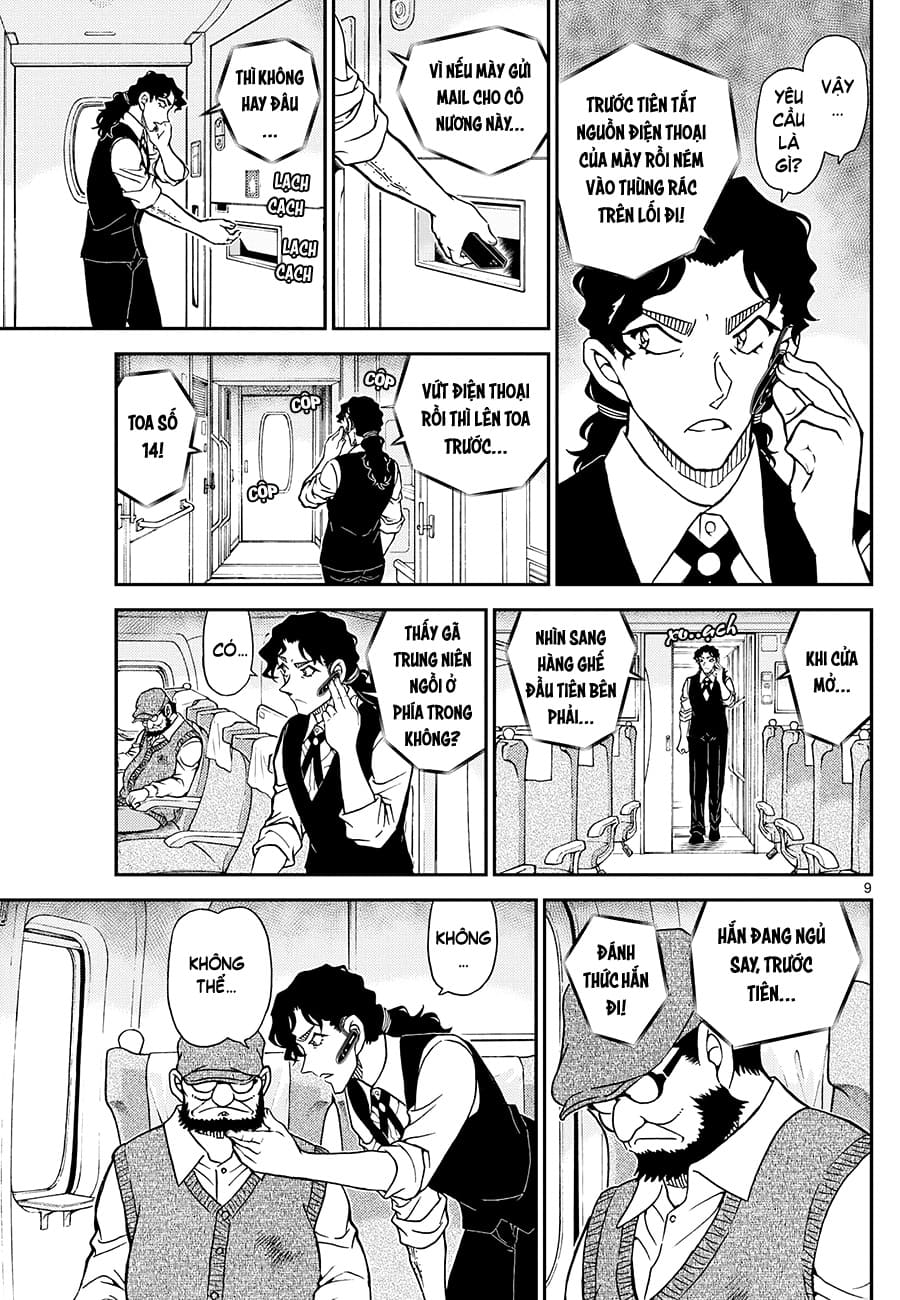 VẬY
...
YÊU
CẦU LÀ
GÌ?
TRƯỚC TIÊN TẮT
NGUỒN ĐIỆN THOẠI
CỦA MÀY RỒI NÉM
VÀO THÙNG RÁC
TRÊN LỐI ĐI!
VÌ NẾU MÀY GỬI
MAIL CHO CÔ
NƯƠNG NÀY...
THÌ KHÔNG
HAY ĐÂU
...
LẠCH
CẠCH
LẠCH
CẠCH
VỨT ĐIỆN THOẠI
RỒI THÌ LÊN TOA
TRƯỚC...
CỘP
CỘP
CỘP
TOA SỐ
14!
KHI CỬA
MỞ...
XU..ỊCH
NHÌN SANG
HÀNG GHẾ
ĐẦU TIÊN BÊN
PHẢI...
THẤY GÃ
TRUNG NIÊN
NGỒI Ở
PHÍA TRONG
KHÔNG?
CÓ...
9
HẮN ĐANG NGỦ
SAY, TRƯỚC
TIÊN...
ĐÁNH
THỨC HẮN
ĐI!
KHÔNG
...
KHÔNG
THỂ...